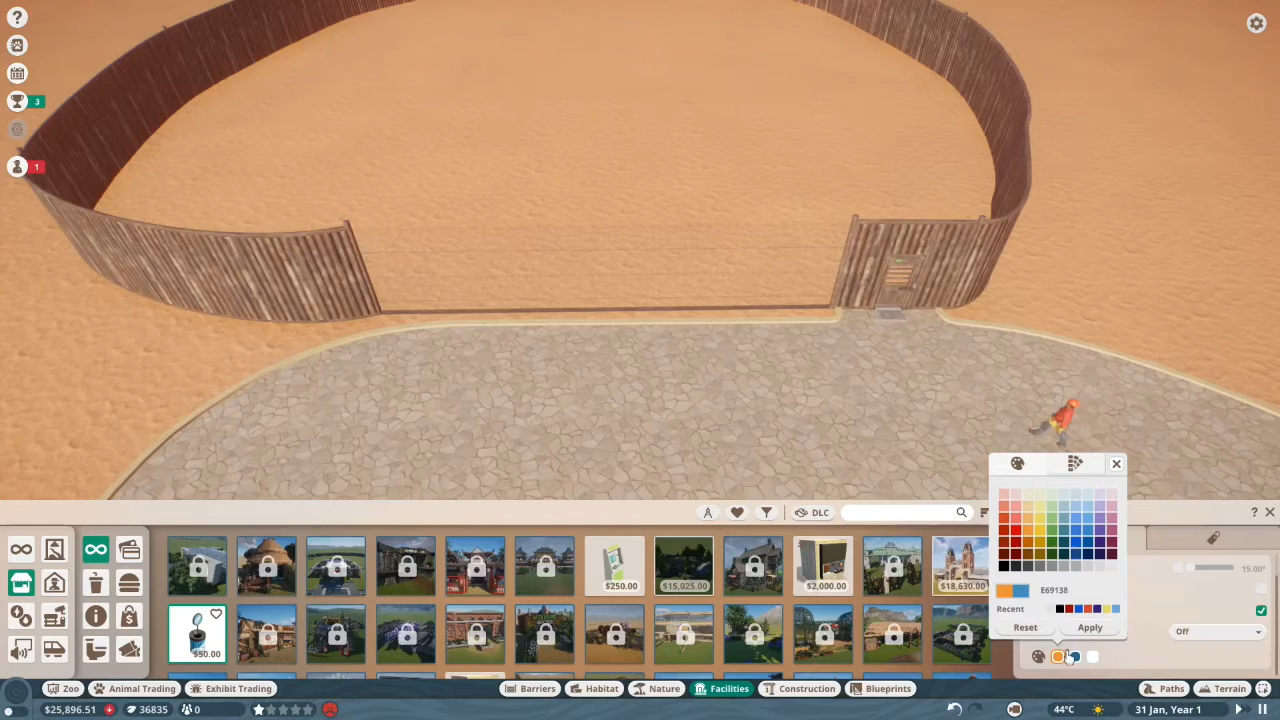 ?
3
1
DLC
?
$250.00
$15,025.00
$2,000.00
$18,630.00
15.00°
E69138
Recent
Reset
Apply
Off
$50.00
Zoo
Animal Trading
Exhibit Trading
Barriers
Habitat
Nature
Facilities
Construction
Blueprints
Paths
Terrain
$25,896.51
36835
0
44°C
31 Jan, Year 1